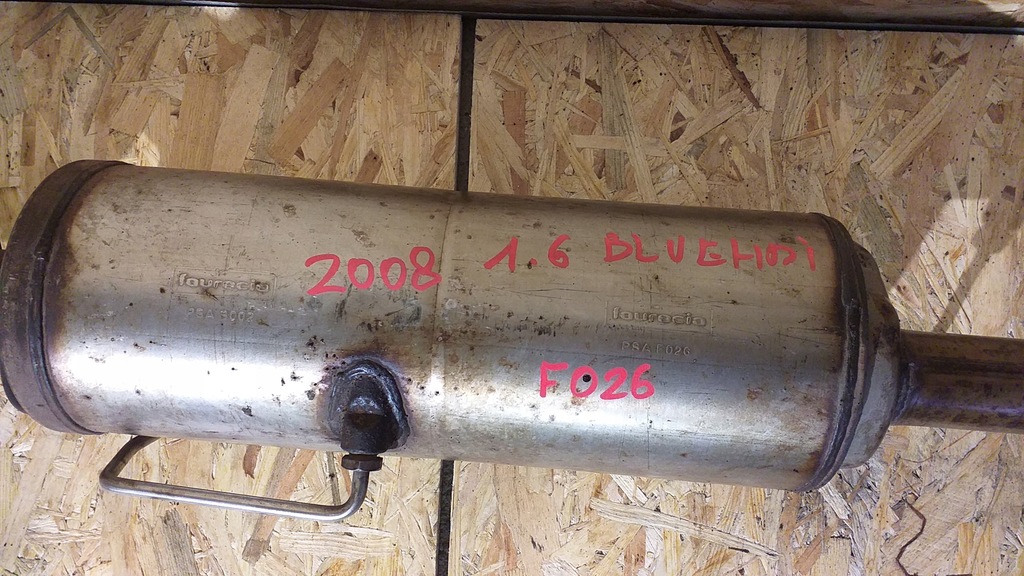 2008 1.6 BLUEHDI
faurecia
faurecia
PSA F026
F026